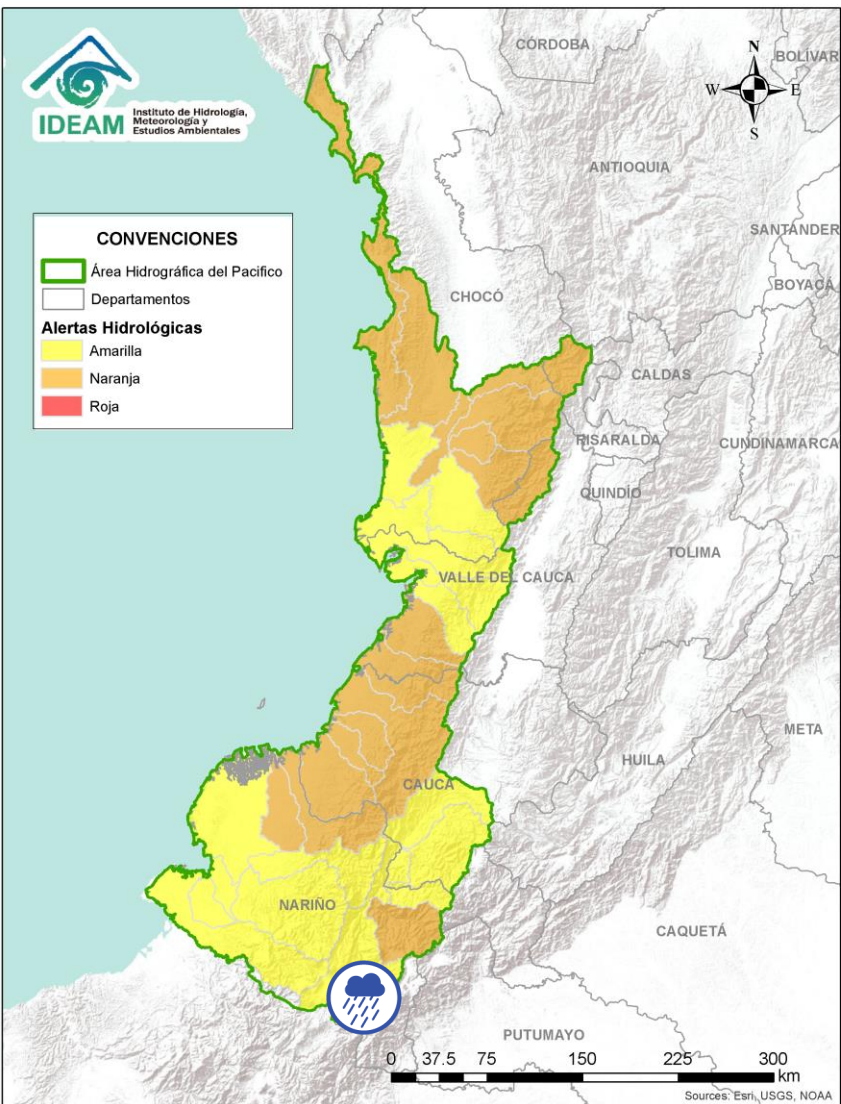 IDEAM
Instituto de Hidrología,
Meteorología y
Estudios Ambientales
CÓRDOBA
BOLÍVAR
N
W
E
S
ANTIOQUIA
SANTANDER
BOYACÁ
CONVENCIONES
Área Hidrográfica del Pacifico
Departamentos
Alertas Hidrológicas
Amarilla
Naranja
Roja
CHOCÓ
CALDAS
RISARALDA
CUNDINAMARCA
QUINDÍO
TOLIMA
VALLE DEL CAUCA
META
HUILA
CAUCA
NARIÑO
CAQUETÁ
PUTUMAYO
0 37.5 75 150 225 300
km
Sources: Esri, USGS, NOAA